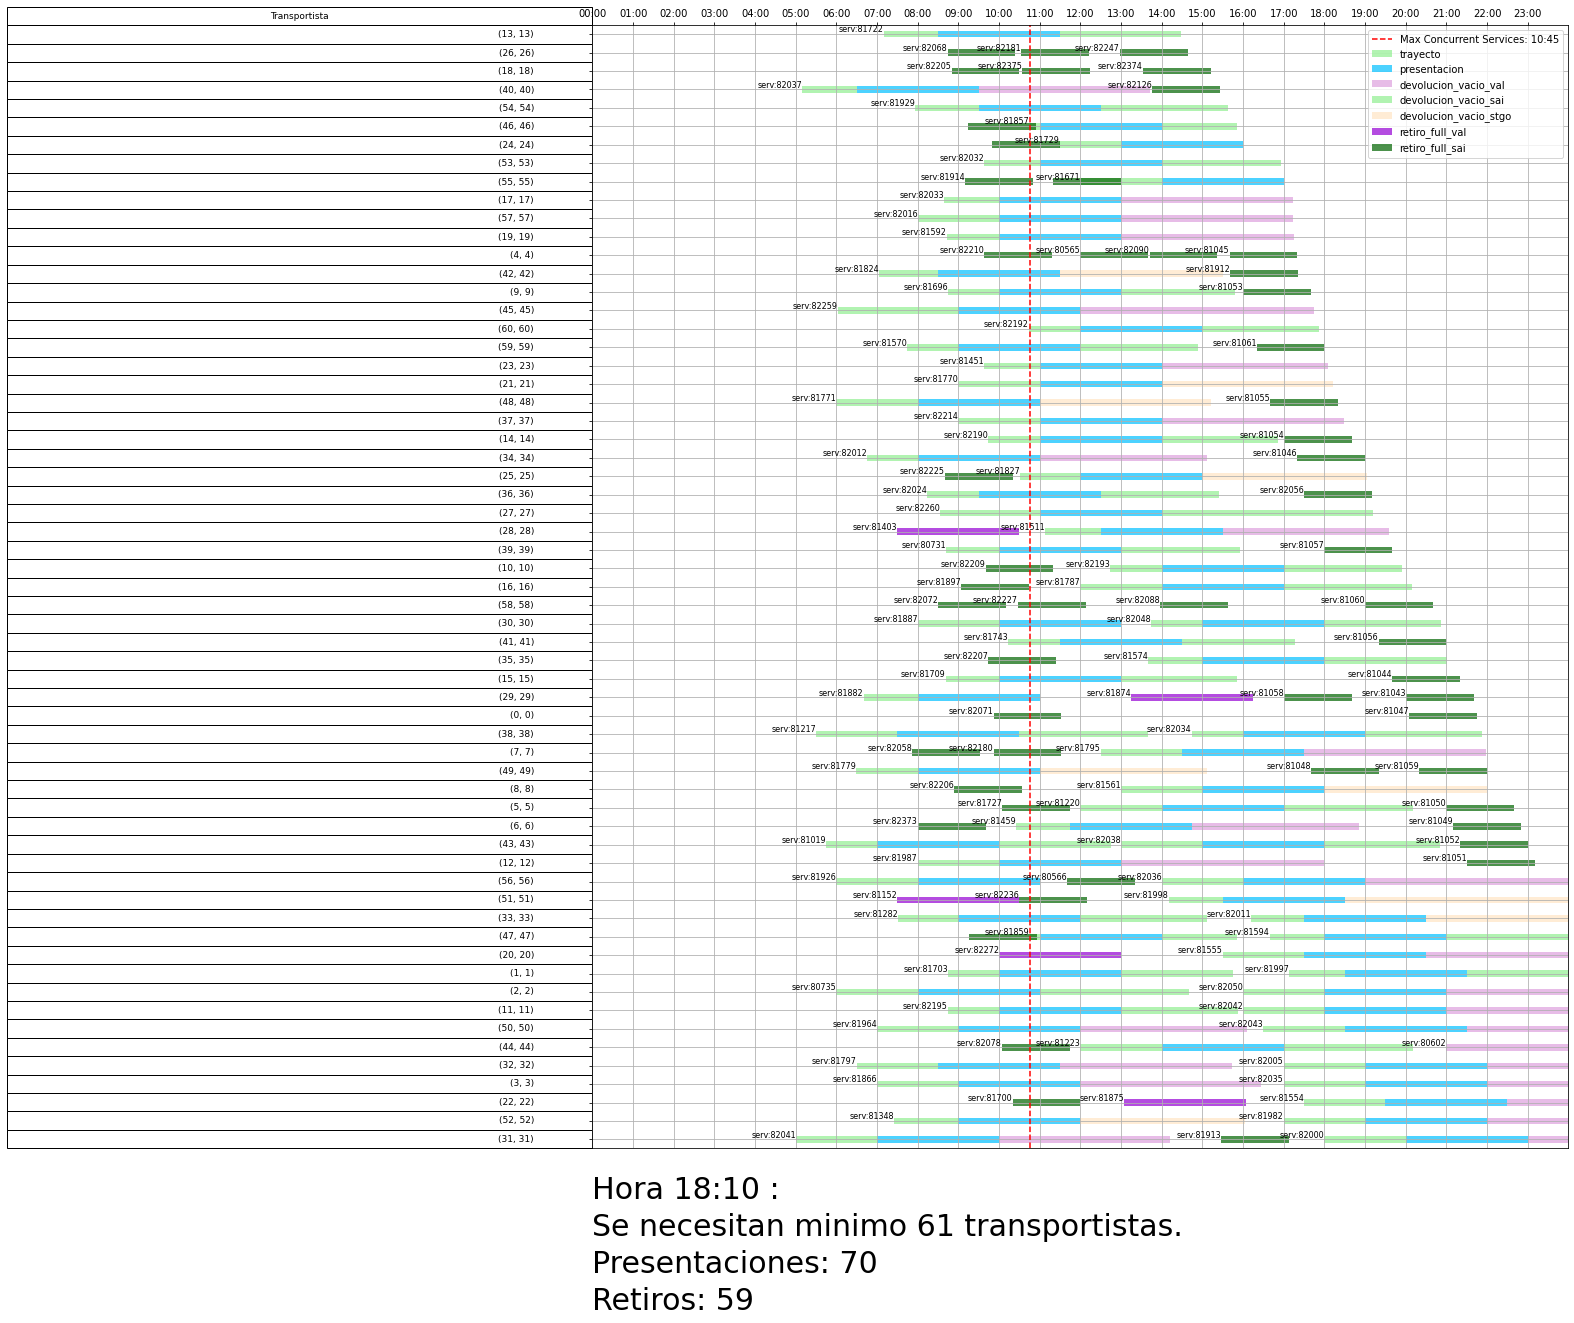 Transportista
00:00 01:00 02:00 03:00 04:00 05:00 06:00 07:00 08:00 09:00 10:00 11:00 12:00 13:00 14:00 15:00 16:00 17:00 18:00 19:00 20:00 21:00 22:00 23:00
Max Concurrent Services: 10:45
trayecto
presentacion
devolucion_vacio_val
devolucion_vacio_sai
devolucion_vacio_stgo
retiro_full_val
retiro_full_sai
(13, 13) serv:81722
(26, 26) serv:82068 serv:82181 serv:82247
(18, 18) serv:82205 serv:82375 serv:82374
(40, 40) serv:82037 serv:82126
(54, 54) serv:81929
(46, 46) serv:81857
(24, 24) serv:81729
(53, 53) serv:82032
(55, 55) serv:81914 serv:81671
(17, 17) serv:82033
(57, 57) serv:82016
(19, 19) serv:81592
(4, 4) serv:82210 serv:80565 serv:82090 serv:81045
(42, 42) serv:81824 serv:81912
(9, 9) serv:81696 serv:81053
(45, 45) serv:82259
(60, 60) serv:82192
(59, 59) serv:81570 serv:81061
(23, 23) serv:81451
(21, 21) serv:81770
(48, 48) serv:81771 serv:81055
(37, 37) serv:82214
(14, 14) serv:82190 serv:81054
(34, 34) serv:82012 serv:81046
(25, 25) serv:82225 serv:81827
(36, 36) serv:82024 serv:82056
(27, 27) serv:82260
(28, 28) serv:81403 serv:81511
(39, 39) serv:80731 serv:81057
(10, 10) serv:82209 serv:82193
(16, 16) serv:81897 serv:81787
(58, 58) serv:82072 serv:82227 serv:82088 serv:81060
(30, 30) serv:81887 serv:82048
(41, 41) serv:81743 serv:81056
(35, 35) serv:82207 serv:81574
(15, 15) serv:81709 serv:81044
(29, 29) serv:81882 serv:81874 serv:81058 serv:81043
(0, 0) serv:82071 serv:81047
(38, 38) serv:81217 serv:82034
(7, 7) serv:82058 serv:82180 serv:81795
(49, 49) serv:81779 serv:81048 serv:81059
(8, 8) serv:82206 serv:81561
(5, 5) serv:81727 serv:81220 serv:81050
(6, 6) serv:82373 serv:81459 serv:81049
(43, 43) serv:81019 serv:82038 serv:81052
(12, 12) serv:81987 serv:81051
(56, 56) serv:81926 serv:80566 serv:82036
(51, 51) serv:81152 serv:82236 serv:81998
(33, 33) serv:81282 serv:82011
(47, 47) serv:81859 serv:81594
(20, 20) serv:82272 serv:81555
(1, 1) serv:81703 serv:81997
(2, 2) serv:80735 serv:82050
(11, 11) serv:82195 serv:82042
(50, 50) serv:81964 serv:82043
(44, 44) serv:82078 serv:81223 serv:80602
(32, 32) serv:81797 serv:82005
(3, 3) serv:81866 serv:82035
(22, 22) serv:81700 serv:81875 serv:81554
(52, 52) serv:81348 serv:81982
(31, 31) serv:82041 serv:81913 serv:82000
Hora 18:10 :
Se necesitan minimo 61 transportistas.
Presentaciones: 70
Retiros: 59